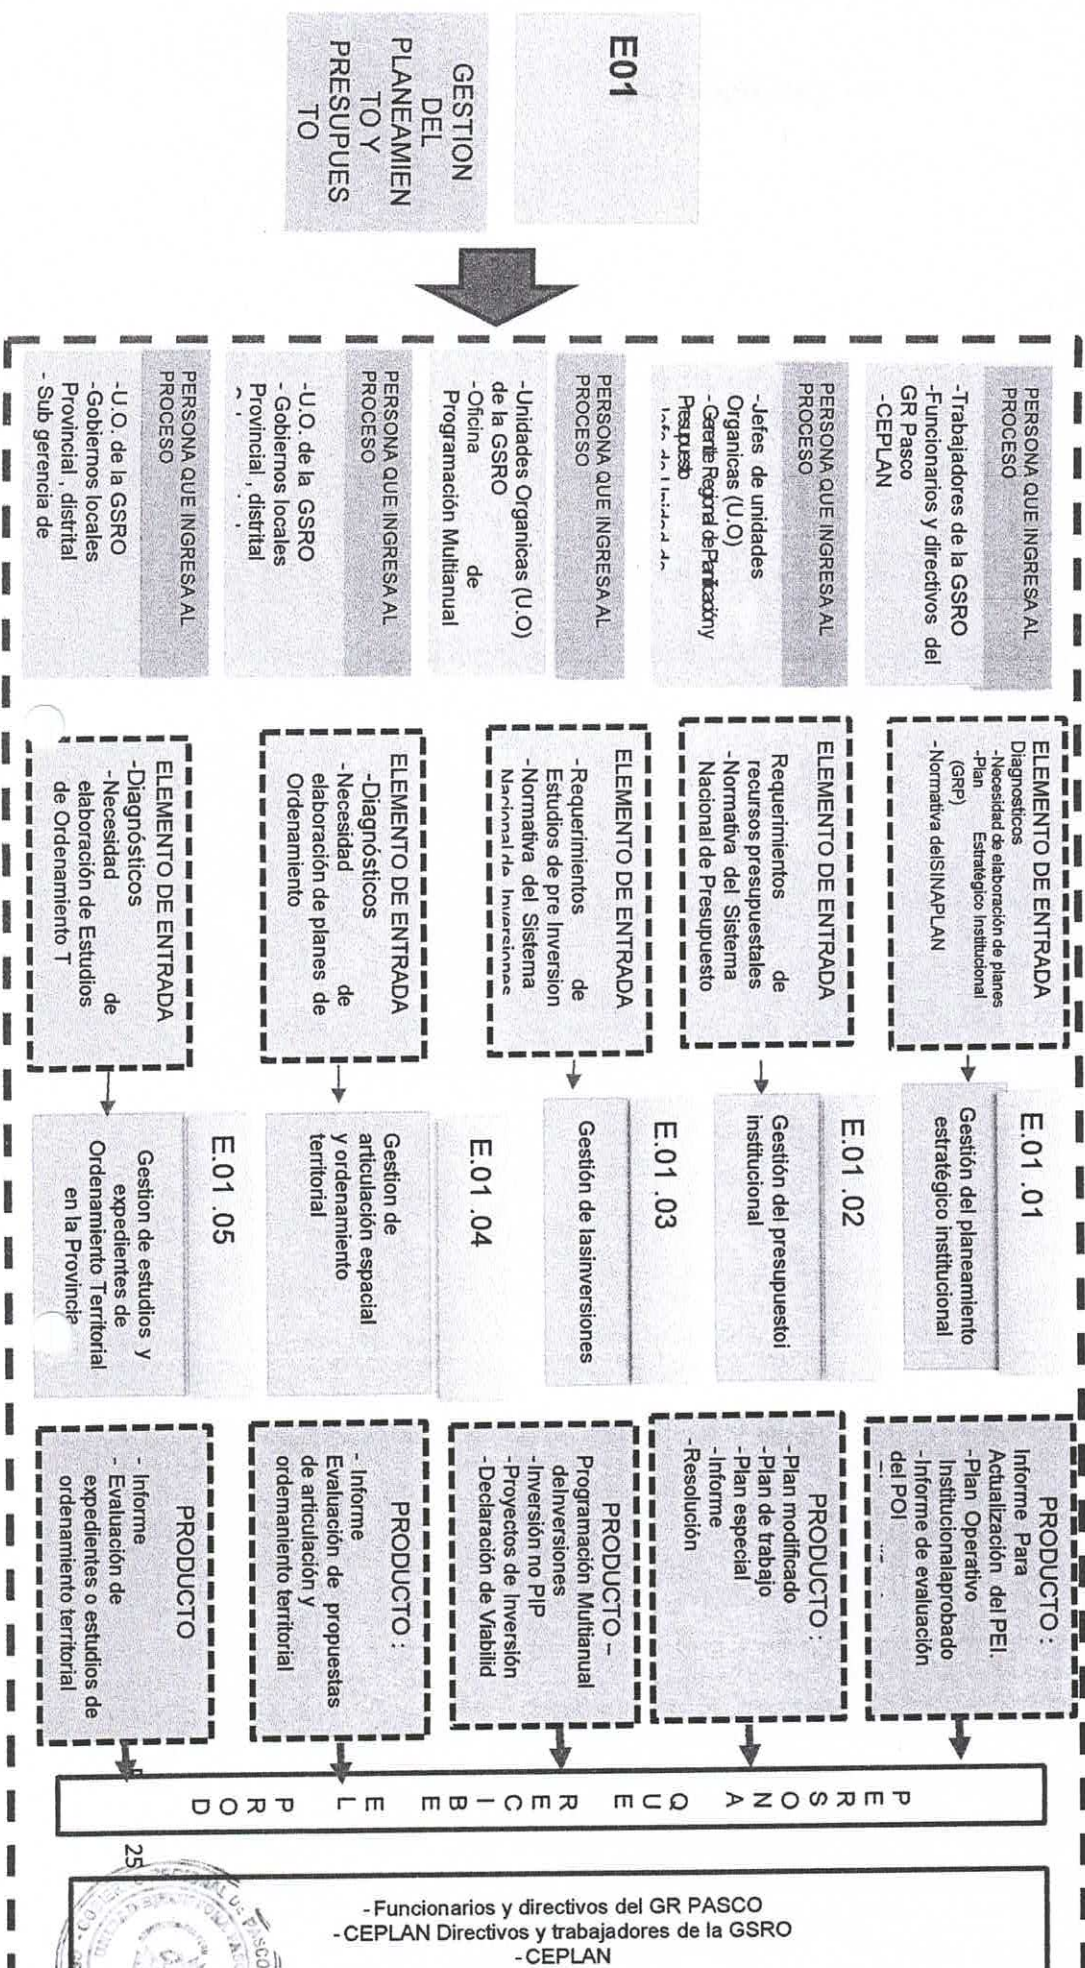 E01
GESTION
DEL
PLANEAMIEN
TO Y
PRESUPUES
TO
PERSONA QUE INGRESA AL
PROCESO
-Trabajadores de la GSRO
-Funcionarios y directivos del
GR Pasco
-CEPLAN
ELEMENTO DE ENTRADA
Diagnosticos
-Necesidad de elaboración de planes
-Plan Estratégico Institucional
(GRP)
-Normativa delSINAPLAN
E.01 .01
Gestión del planeamiento
estratégico institucional
PRODUCTO :
Informe Para
Actualización del PEI.
-Plan Operativo
Institucionalaprobado
-Informe de evaluación
del POI
PERSONA QUE INGRESA AL
PROCESO
-Jefes de unidades
Organicas (U.O)
-Gerente Regional de Planificación y
Presupuesto
ELEMENTO DE ENTRADA
Requerimientos de
recursos presupuestales
-Normativa del Sistema
Nacional de Presupuesto
E.01 .02
Gestión del presupuestoi
institucional
PRODUCTO :
-Plan modificado
-Plan de trabajo
-Plan especial
-Informe
-Resolución
PERSONA QUE INGRESA AL
PROCESO
-Unidades Organicas (U.O)
de la GSRO
-Oficina de
Programación Multianual
ELEMENTO DE ENTRADA
-Requerimientos de
Estudios de pre Inversion
-Normativa del Sistema
Nacional de Inversiones
E.01 .03
Gestión de lasinversiones
PRODUCTO –
Programación Multianual
deInversiones
-Inversión no PIP
-Proyectos de Inversión
-Declaración de Viabilid
PERSONA QUE INGRESA AL
PROCESO
-U.O. de la GSRO
-Gobiernos locales
Provincial , distrital
ELEMENTO DE ENTRADA
-Diagnósticos
-Necesidad de
elaboración de planes de
Ordenamiento
E.01 .04
Gestion de
articulación espacial
y ordenamiento
territorial
PRODUCTO :
- Informe
Evaluación de propuestas
de articulación y
ordemaniento territorial
PERSONA QUE INGRESA AL
PROCESO
-U.O. de la GSRO
-Gobiernos locales
Provincial , distrital
- Sub gerencia de
ELEMENTO DE ENTRADA
-Diagnósticos
-Necesidad de
elaboración de Estudios
de Ordenamiento T
E.01 .05
Gestion de estudios y
expedientes de
Ordenamiento Territorial
en la Provincia
PRODUCTO
- Informe
- Evaluación de
expedientes o estudios de
ordenamiento territorial
PERSONA QUE RECIBE EL PROD
-Funcionarios y directivos del GR PASCO
-CEPLAN Directivos y trabajadores de la GSRO
-CEPLAN
25